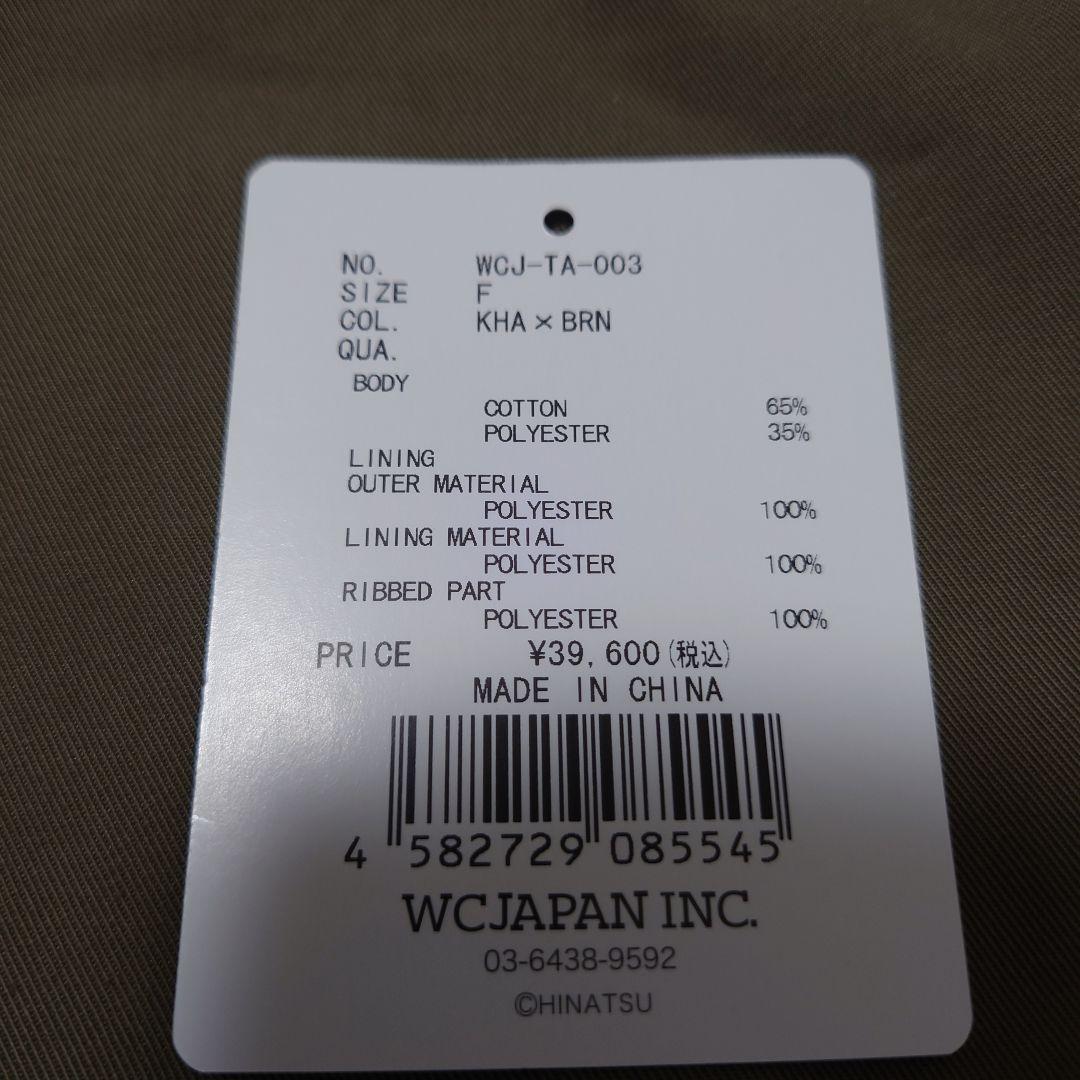 NO. WCJ-TA-003
SIZE F
COL. KHA×BRN
QUA.
BODY
COTTON 65%
POLYESTER 35%
LINING
OUTER MATERIAL
POLYESTER 100%
LINING MATERIAL
POLYESTER 100%
RIBBED PART
POLYESTER 100%
PRICE ¥39,600(税込)
MADE IN CHINA
4 582729 085545
WCJAPAN INC.
03-6438-9592
©HINATSU